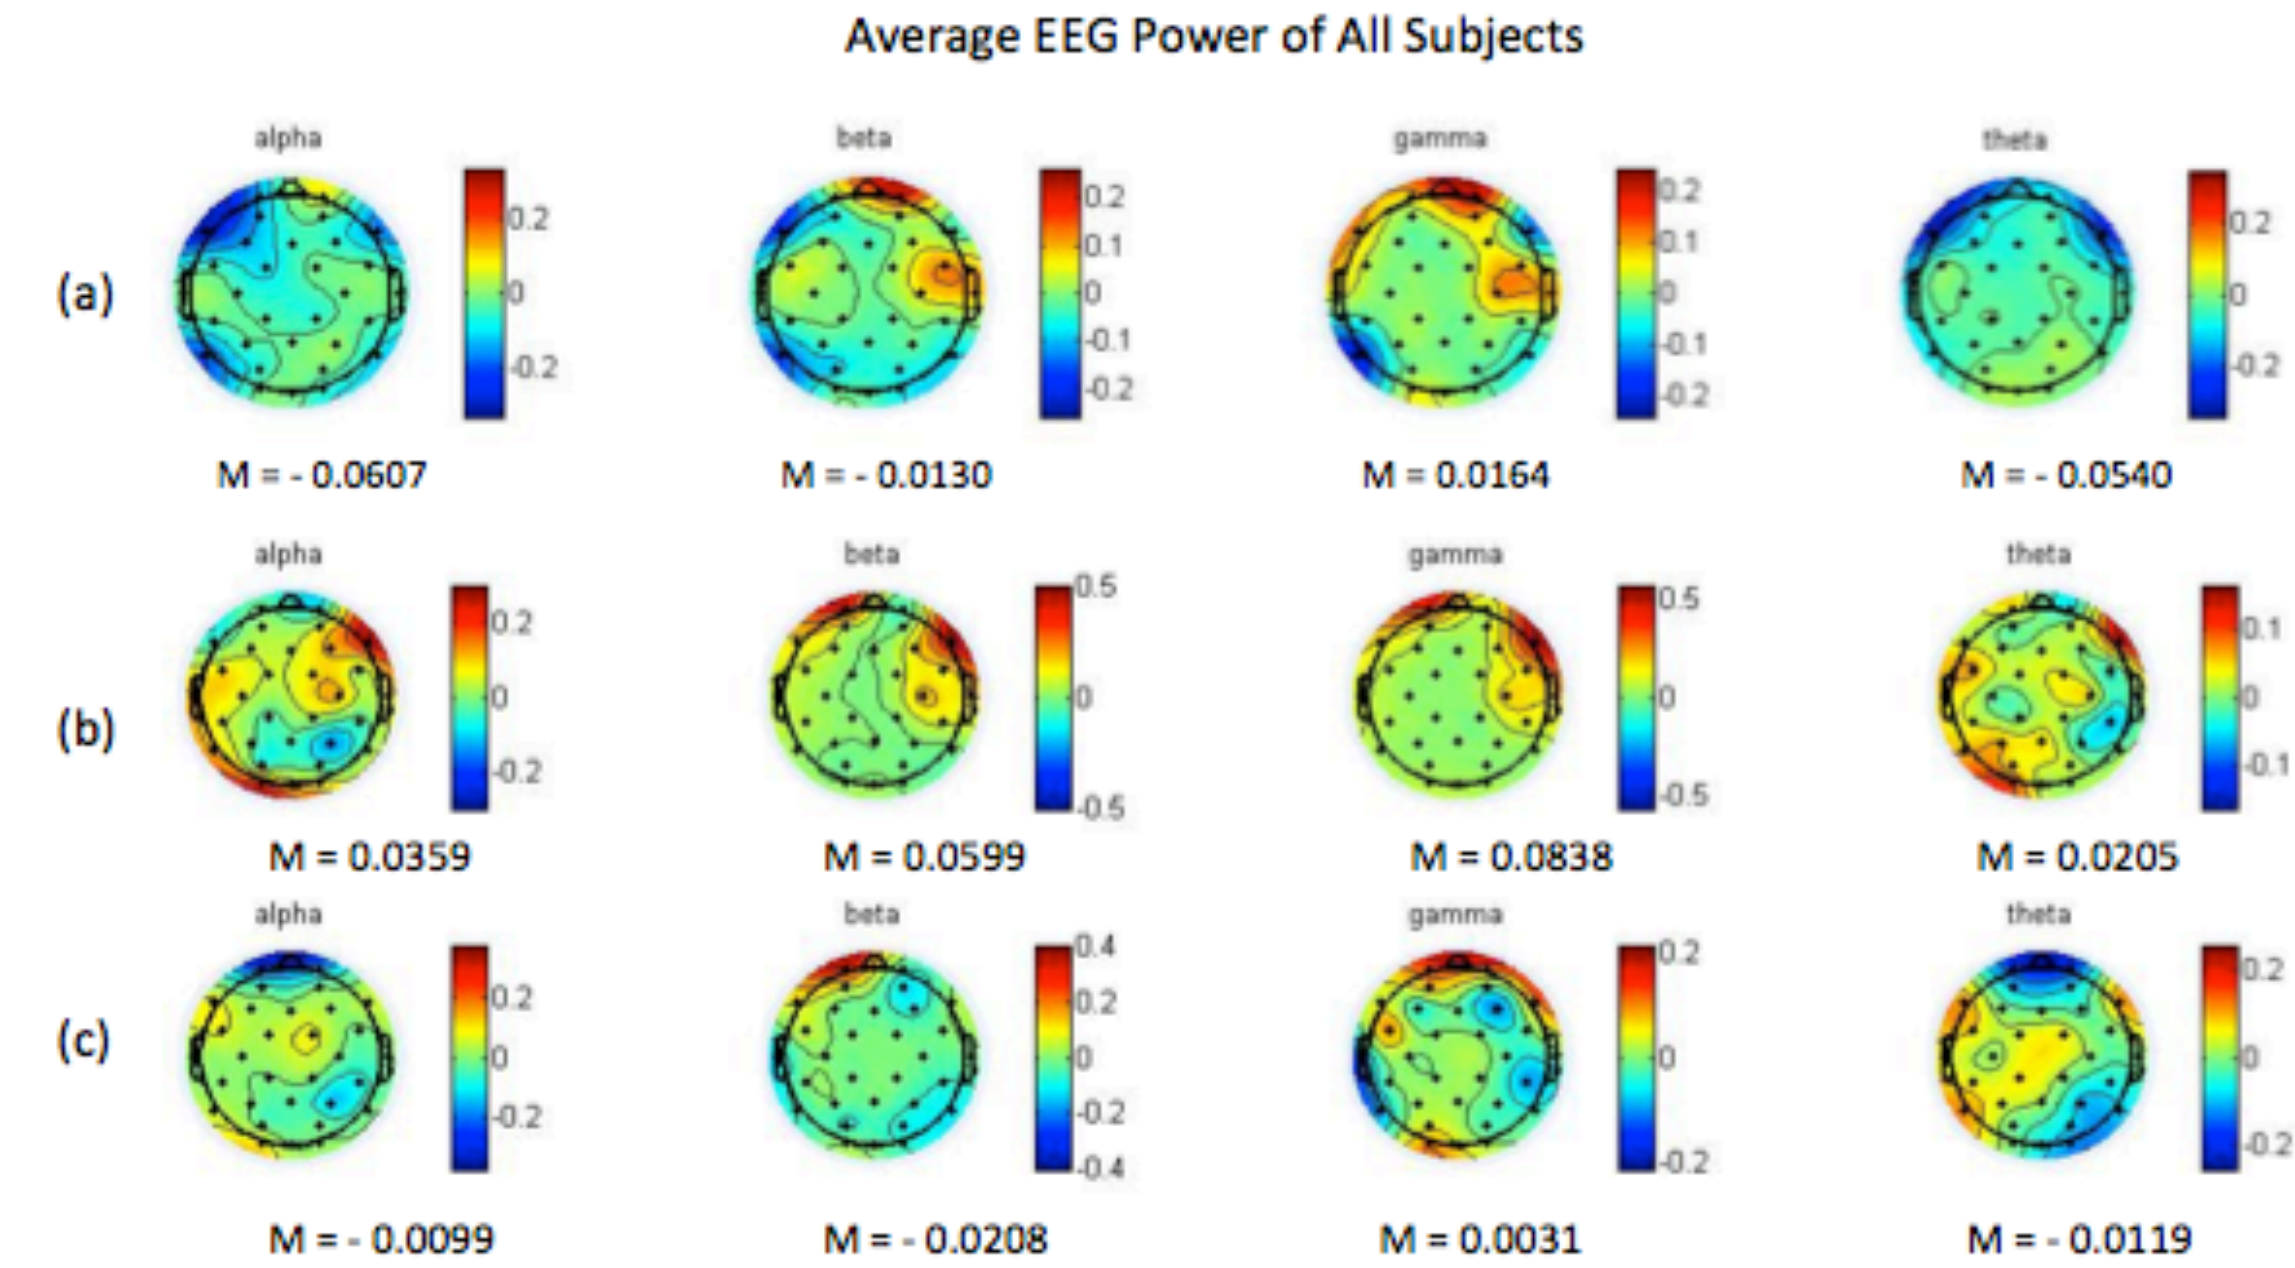 Average EEG Power of All Subjects
alpha beta gamma theta
0.2 0.2 0.2 0.2
0.1 0.1
(a) 0 0 0 0
-0.1 -0.1
-0.2 -0.2 -0.2 -0.2
M = - 0.0607 M = - 0.0130 M = 0.0164 M = - 0.0540
alpha beta gamma theta
0.2 0.5 0.5 0.1
(b) 0 0 0 0
-0.2 -0.5 -0.5 -0.1
M = 0.0359 M = 0.0599 M = 0.0838 M = 0.0205
alpha beta gamma theta
0.4 0.2
0.2 0.2 0.2
(c) 0 0 0 0
-0.2 -0.2 -0.2
-0.4 -0.2
M = - 0.0099 M = - 0.0208 M = 0.0031 M = - 0.0119